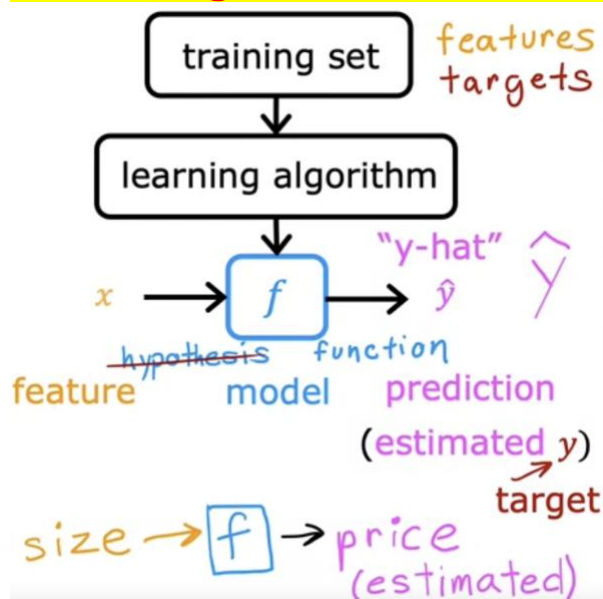 training set
features
targets
learning algorithm
"y-hat"
x f ŷ ŷ
hypothesis function
feature model prediction
(estimated y)
target
size → f → price
(estimated)